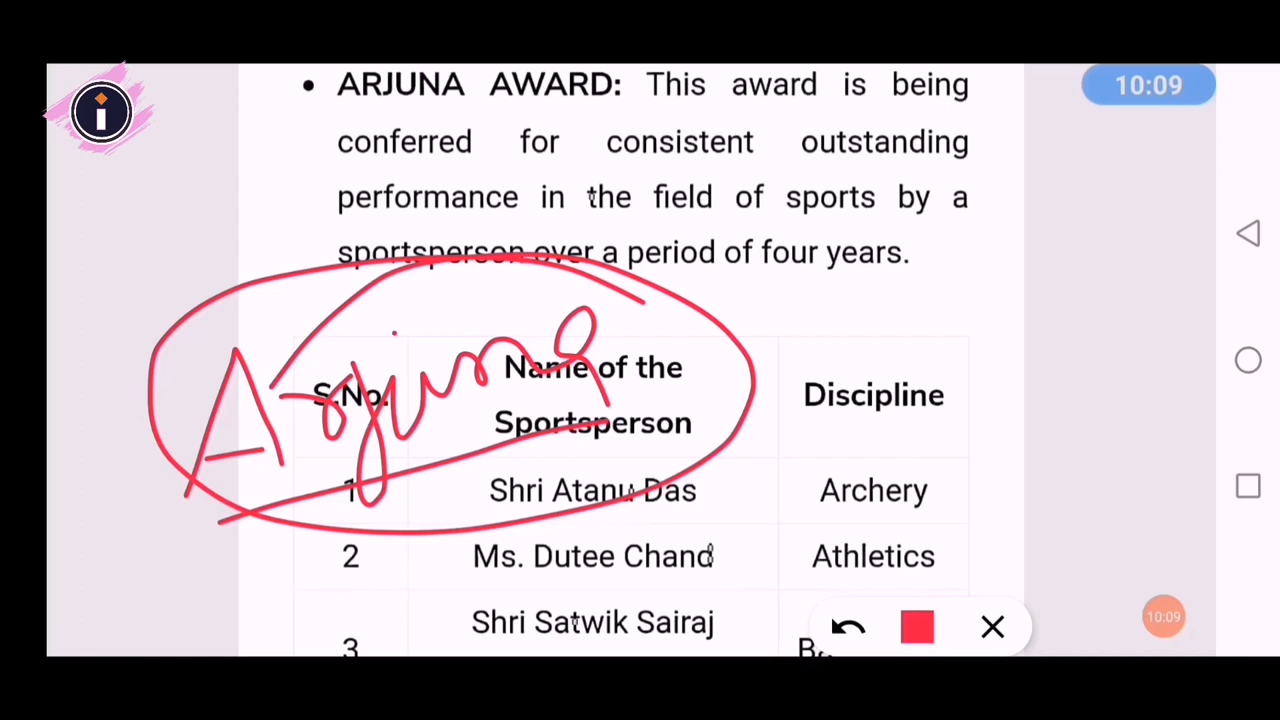 i
10:09
• ARJUNA AWARD: This award is being
conferred for consistent outstanding
performance in the field of sports by a
sportsperson over a period of four years.
Arjuna
S.No. Name of the Sportsperson Discipline
1 Shri Atanu Das Archery
2 Ms. Dutee Chand Athletics
3 Shri Satwik Sairaj
10:09